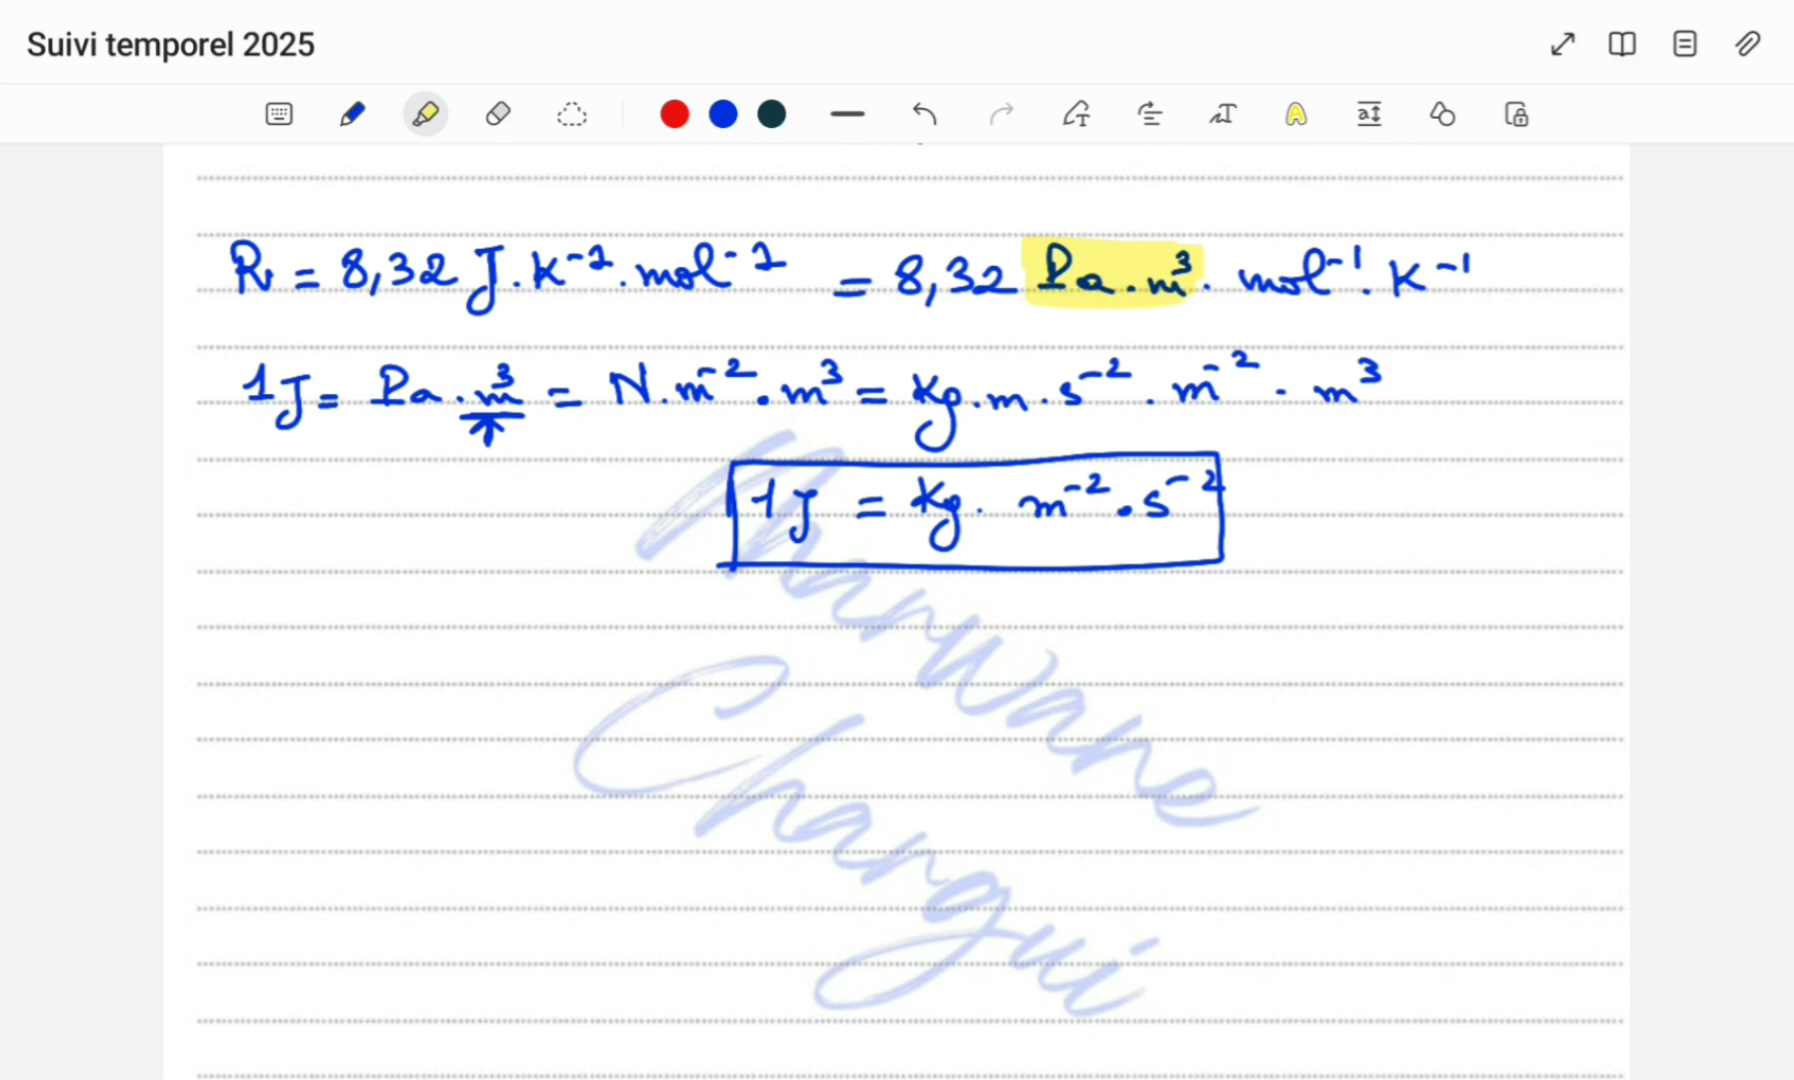 Suivi temporel 2025
R = 8,32 J.K⁻¹.mol⁻¹ = 8,32 Pa.m³.mol⁻¹.K⁻¹
1J = Pa.m³ = N.m⁻².m³ = Kg.m.s⁻².m⁻².m³
1J = Kg.m⁻².s⁻²
Marwane
Chargui